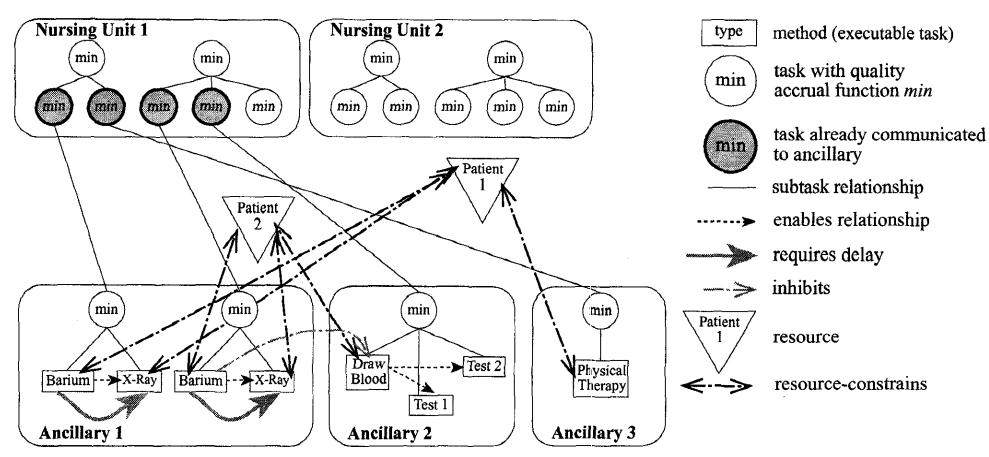 Nursing Unit 1
min
min
min
min
min
min
min
Nursing Unit 2
min
min
min
min
min
min
min
Patient
1
Patient
2
Ancillary 1
min
min
Barium
X-Ray
Barium
X-Ray
Ancillary 2
min
Draw
Blood
Test 2
Test 1
Ancillary 3
min
Physical
Therapy
type
method (executable task)
min
task with quality
accrual function min
min
task already communicated
to ancillary
subtask relationship
enables relationship
requires delay
inhibits
Patient
1
resource
resource-constrains